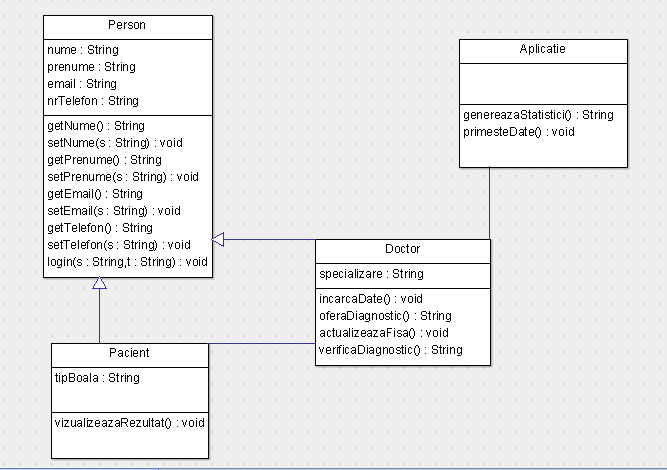 Person
nume : String
prenume : String
email : String
nrTelefon : String
getNume() : String
setNume(s : String) : void
getPrenume() : String
setPrenume(s : String) : void
getEmail() : String
setEmail(s : String) : void
getTelefon() : String
setTelefon(s : String) : void
login(s : String,t : String) : void
Aplicatie
genereazaStatistici() : String
primesteDate() : void
Doctor
specializare : String
incarcaDate() : void
oferaDiagnostic() : String
actualizeazaFisa() : void
verificaDiagnostic() : String
Pacient
tipBoala : String
vizualizeazaRezultat() : void